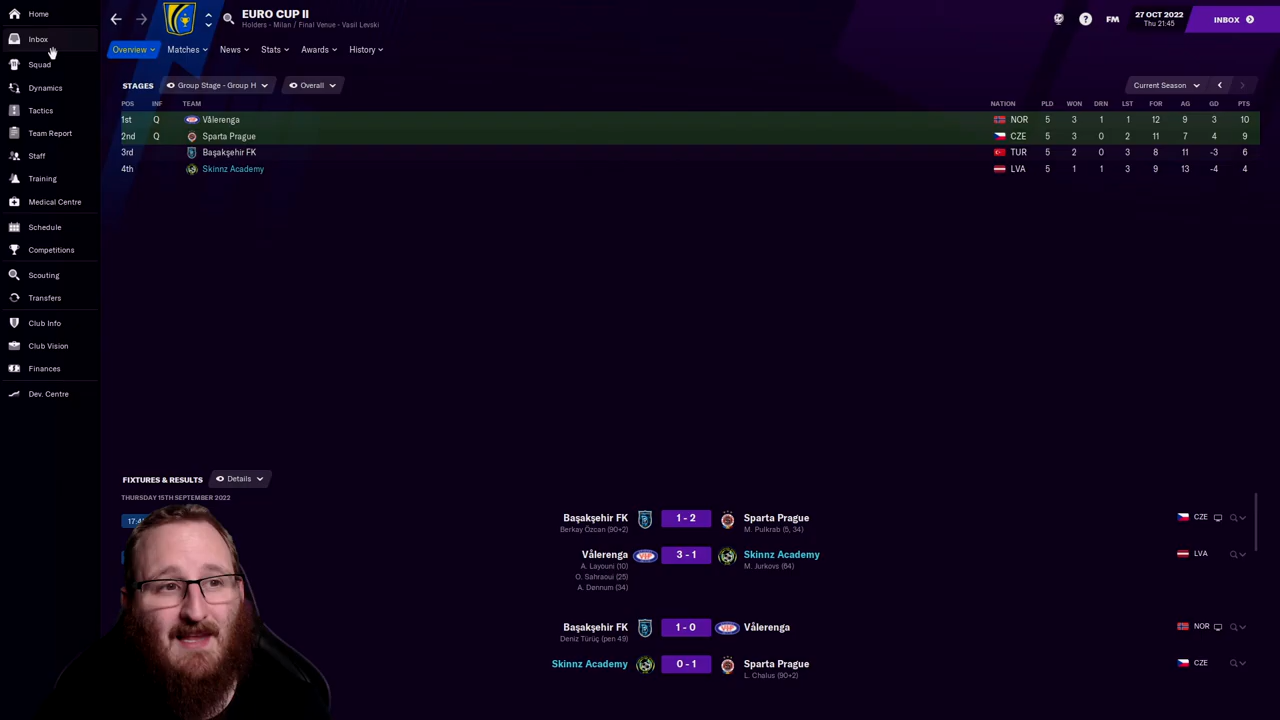 Home
Inbox
Squad
Dynamics
Tactics
Team Report
Staff
Training
Medical Centre
Schedule
Competitions
Scouting
Transfers
Club Info
Club Vision
Finances
Dev. Centre
EURO CUP II
Holders - Milan / Final Venue - Vasil Levski
FM
27 OCT 2022
Thu 21:45
INBOX
Overview Matches News Stats Awards History
STAGES Group Stage - Group H Overall Current Season
POS INF TEAM NATION PLD WON DRN LST FOR AG GD PTS
1st Q Vålerenga NOR 5 3 1 1 12 9 3 10
2nd Q Sparta Prague CZE 5 3 0 2 11 7 4 9
3rd Başakşehir FK TUR 5 2 0 3 8 11 -3 6
4th Skinnz Academy LVA 5 1 1 3 9 13 -4 4
FIXTURES & RESULTS Details
THURSDAY 15TH SEPTEMBER 2022
Başakşehir FK 1 - 2 Sparta Prague CZE
Berkay Özcan (90+2) M. Pulkrab (5, 34)
Vålerenga 3 - 1 Skinnz Academy LVA
A. Layouni (10) M. Jurkovs (64)
O. Sahraoui (25)
A. Dønnum (34)
Başakşehir FK 1 - 0 Vålerenga NOR
Deniz Türüç (pen 49)
Skinnz Academy 0 - 1 Sparta Prague CZE
L. Chalus (90+2)